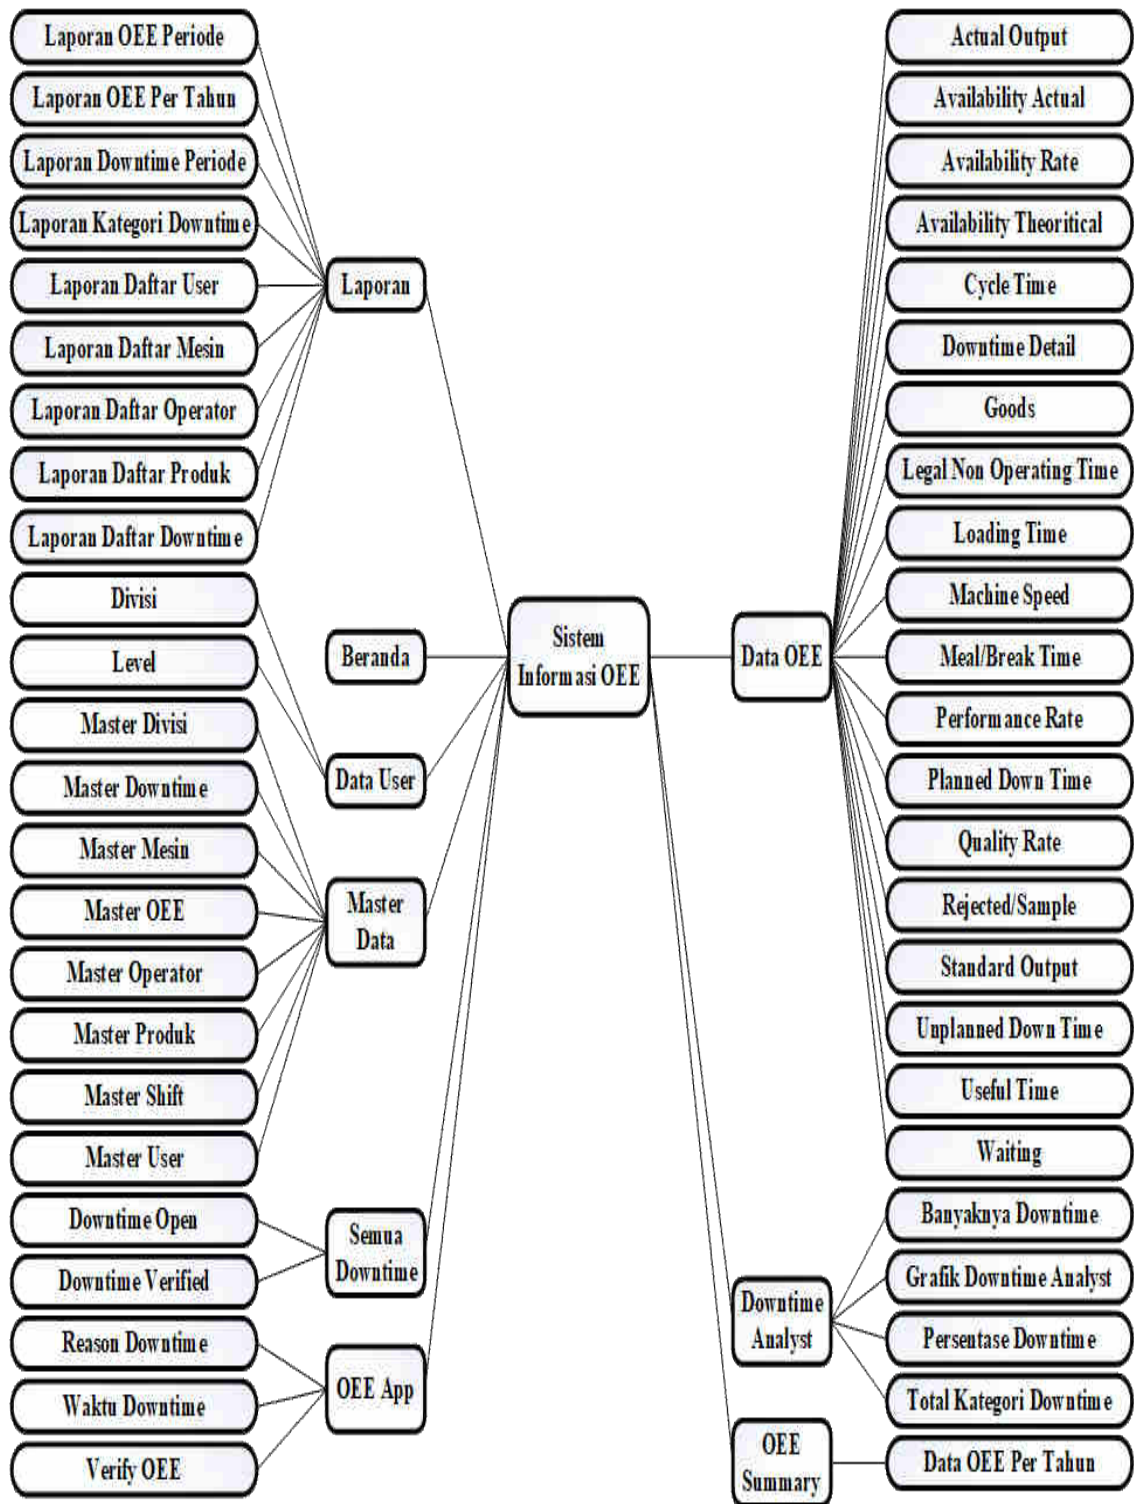 Laporan OEE Periode
Laporan OEE Per Tahun
Laporan Downtime Periode
Laporan Kategori Downtime
Laporan Daftar User
Laporan Daftar Mesin
Laporan Daftar Operator
Laporan Daftar Produk
Laporan Daftar Downtime
Divisi
Level
Master Divisi
Master Downtime
Master Mesin
Master OEE
Master Operator
Master Produk
Master Shift
Master User
Downtime Open
Downtime Verified
Reason Downtime
Waktu Downtime
Verify OEE
Laporan
Beranda
Data User
Master
Data
Semua
Downtime
OEE App
Sistem
Informasi OEE
Data OEE
Downtime
Analyst
OEE
Summary
Actual Output
Availability Actual
Availability Rate
Availability Theoritical
Cycle Time
Downtime Detail
Goods
Legal Non Operating Time
Loading Time
Machine Speed
Meal/Break Time
Performance Rate
Planned Down Time
Quality Rate
Rejected/Sample
Standard Output
Unplanned Down Time
Useful Time
Waiting
Banyaknya Downtime
Grafik Downtime Analyst
Persentase Downtime
Total Kategori Downtime
Data OEE Per Tahun